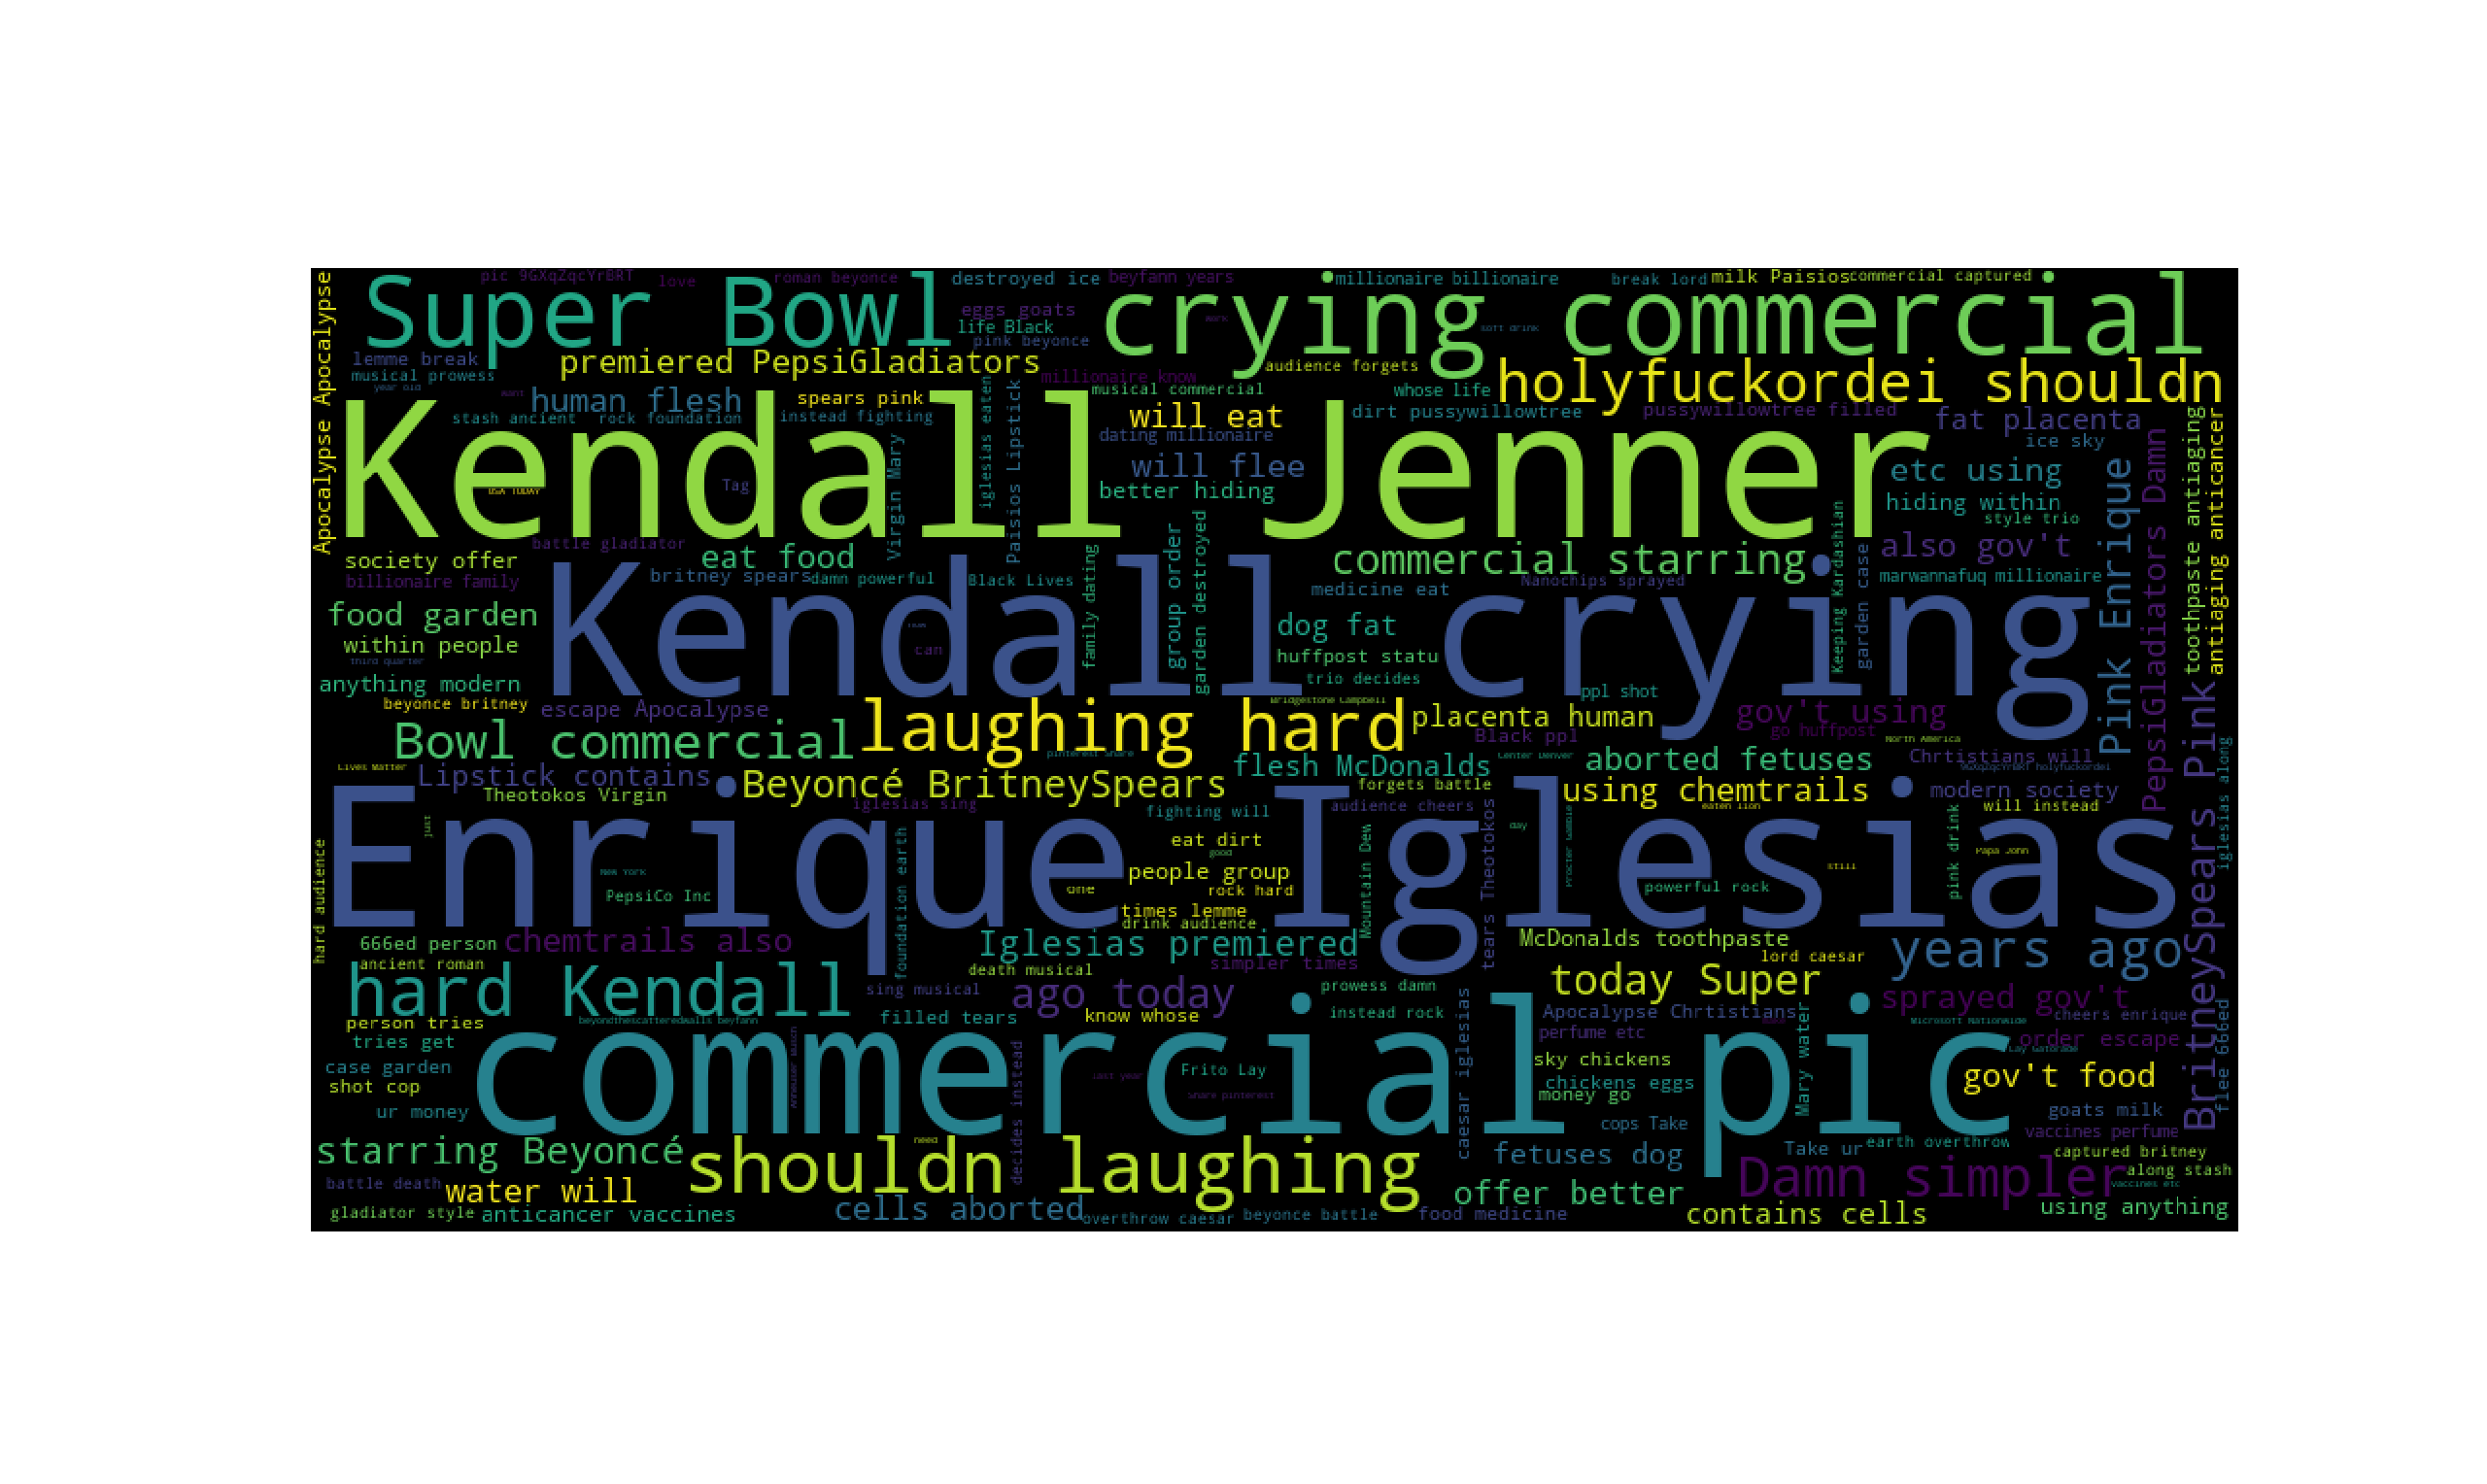 Apocalypse Apocalypse
pic 9GXqZqcYrBRT
love
roman beyonce
destroyed ice
beyfann years
millionaire billionaire
break lord
milk Paisios
commercial captured
Super Bowl
eggs goats
life Black
pink beyonce
crying commercial
soft drink
lemme break
musical prowess
premiered PepsiGladiators
audience forgets
holyfuckordei shouldn
millionaire know
musical commercial
whose life
year old
human flesh
spears pink
will eat
dirt pussywillowtree
pussywillowtree filled
fat placenta
stash ancient
rock foundation
instead fighting
dating millionaire
ice sky
Kendall Jenner
will flee
etc using
better hiding
hiding within
style trio
USA TODAY
Tag
Virgin Mary
iglesias eaten
Paisios Lipstick
group order
garden destroyed
Keeping Kardashian
garden case
Pink Enrique
PepsiGladiators Damn
toothpaste antiaging
antiaging anticancer
battle gladiator
society offer
eat food
commercial starring
also gov't
billionaire family
britney spears
damn powerful
Black Lives
family dating
medicine eat
Nanochips sprayed
marwannafuq millionaire
Kendall crying
food garden
dog fat
within people
can
huffpost statu
third quarter
trio decides
anything modern
ppl shot
beyonce britney
escape Apocalypse
Bridgestone Campbell
laughing hard
placenta human
gov't using
Bowl commercial
Black ppl
go huffpost
North America
pinterest Share
Center Denver
Chrtistians will
Lives Matter
Lipstick contains
flesh McDonalds
aborted fetuses
9GXqZqcYrBRT holyfuckordei
Theotokos Virgin
Beyoncé BritneySpears
forgets battle
using chemtrails
modern society
iglesias sing
audience cheers
eaten lion
will instead
fighting will
Enrique Iglesias
just
hard audience
foundation earth
eat dirt
day
good
Mountain Dew
tears Theotokos
Procter Gamble
pink drink
Papa John
BritneySpears Pink
iglesias along
New York
people group
still
PepsiCo Inc
one
rock hard
powerful rock
times lemme
drink audience
666ed person
chemtrails also
Iglesias premiered
McDonalds toothpaste
years ago
ancient roman
death musical
simpler times
lord caesar
hard Kendall
sing musical
ago today
prowess damn
today Super
sprayed gov't
person tries
beyondthescatteredwalls beyfann
filled tears
know whose
instead rock
Apocalypse Chrtistians
Microsoft Nationwide
cheers enrique
tries get
perfume etc
order escape
commercial pic
Anheuser Busch
decides instead
caesar iglesias
Mary water
flee 666ed
case garden
last year
Frito Lay
sky chickens
Lay Gatorade
shot cop
Share pinterest
chickens eggs
gov't food
money go
ur money
goats milk
cops Take
vaccines perfume
starring Beyoncé
need
fetuses dog
Take ur
earth overthrow
captured britney
shouldn laughing
Damn simpler
along stash
battle death
water will
offer better
vaccines etc
gladiator style
anticancer vaccines
cells aborted
overthrow caesar
beyonce battle
food medicine
contains cells
using anything